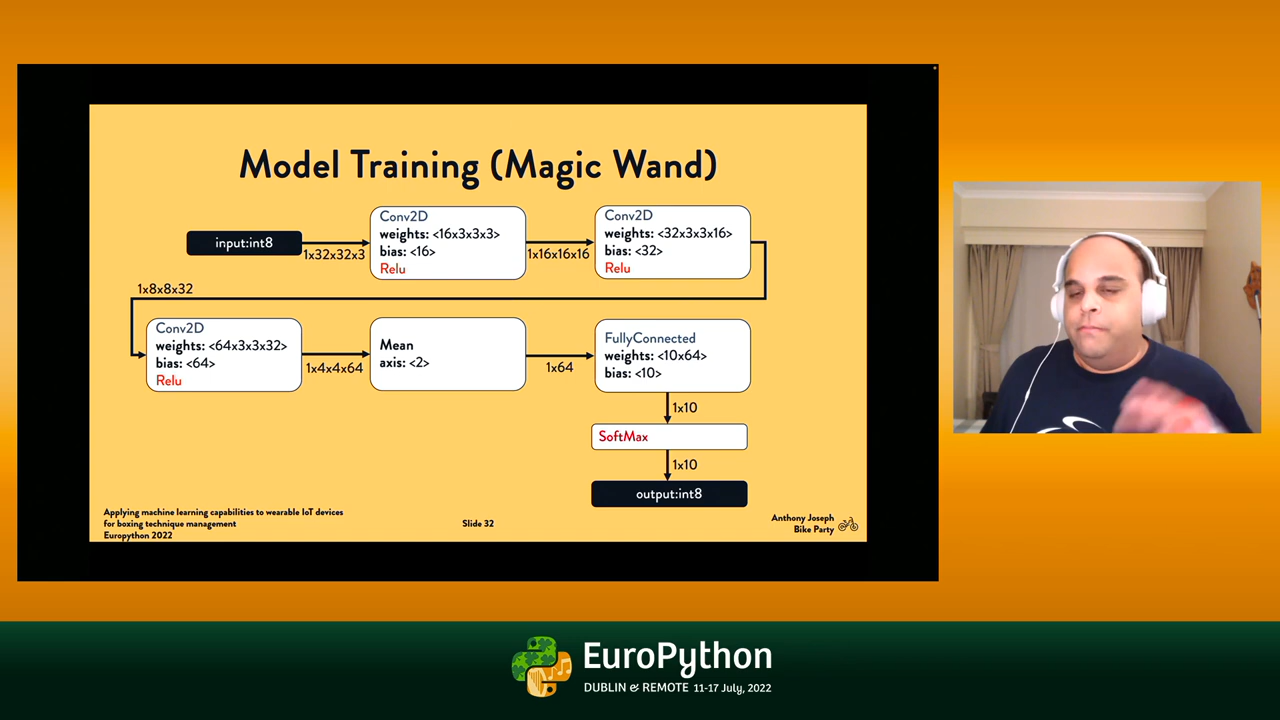 Model Training (Magic Wand)
input:int8
1x32x32x3
Conv2D
weights: <16x3x3x3>
bias: <16>
Relu
1x16x16x16
Conv2D
weights: <32x3x3x16>
bias: <32>
Relu
1x8x8x32
Conv2D
weights: <64x3x3x32>
bias: <64>
Relu
1x4x4x64
Mean
axis: <2>
1x64
FullyConnected
weights: <10x64>
bias: <10>
1x10
SoftMax
1x10
output:int8
Applying machine learning capabilities to wearable IoT devices
for boxing technique management
Europython 2022
Slide 32
Anthony Joseph
Bike Party
EuroPython
DUBLIN & REMOTE 11-17 July, 2022